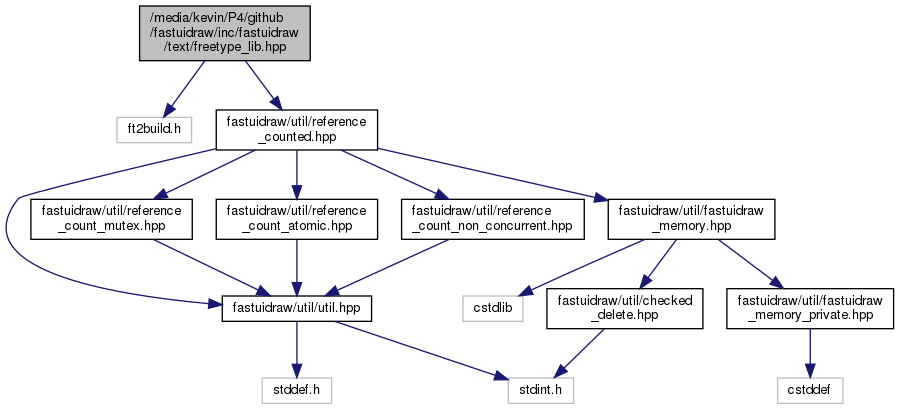 /media/kevin/P4/github
/fastuidraw/inc/fastuidraw
/text/freetype_lib.hpp
ft2build.h
fastuidraw/util/reference
_counted.hpp
fastuidraw/util/reference
_count_mutex.hpp
fastuidraw/util/reference
_count_atomic.hpp
fastuidraw/util/reference
_count_non_concurrent.hpp
fastuidraw/util/fastuidraw
_memory.hpp
fastuidraw/util/util.hpp
cstdlib
fastuidraw/util/checked
_delete.hpp
fastuidraw/util/fastuidraw
_memory_private.hpp
stddef.h
stdint.h
cstddef